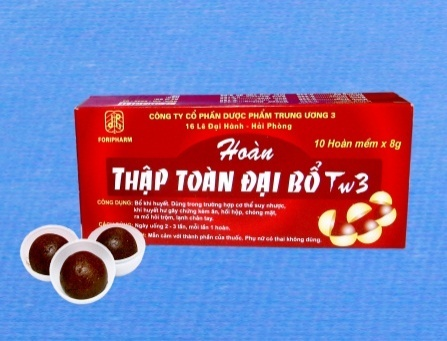 CÔNG TY CỔ PHẦN DƯỢC PHẨM TRUNG ƯƠNG 3
16 Lê Đại Hành - Hải Phòng
FORIPHARM
10 Hoàn mềm x 8g
Hoàn
THẬP TOÀN ĐẠI BỔ TW3
CÔNG DỤNG: Bổ khí huyết. Dùng trong trường hợp cơ thể suy nhược,
khí huyết hư gây chứng kém ăn, hồi hộp, chóng mặt,
ra mồ hôi trộm, lạnh chân tay.
Ngày uống 2 - 3 lần, mỗi lần 1 hoàn.
Mẫn cảm với thành phần của thuốc. Phụ nữ có thai không dùng.